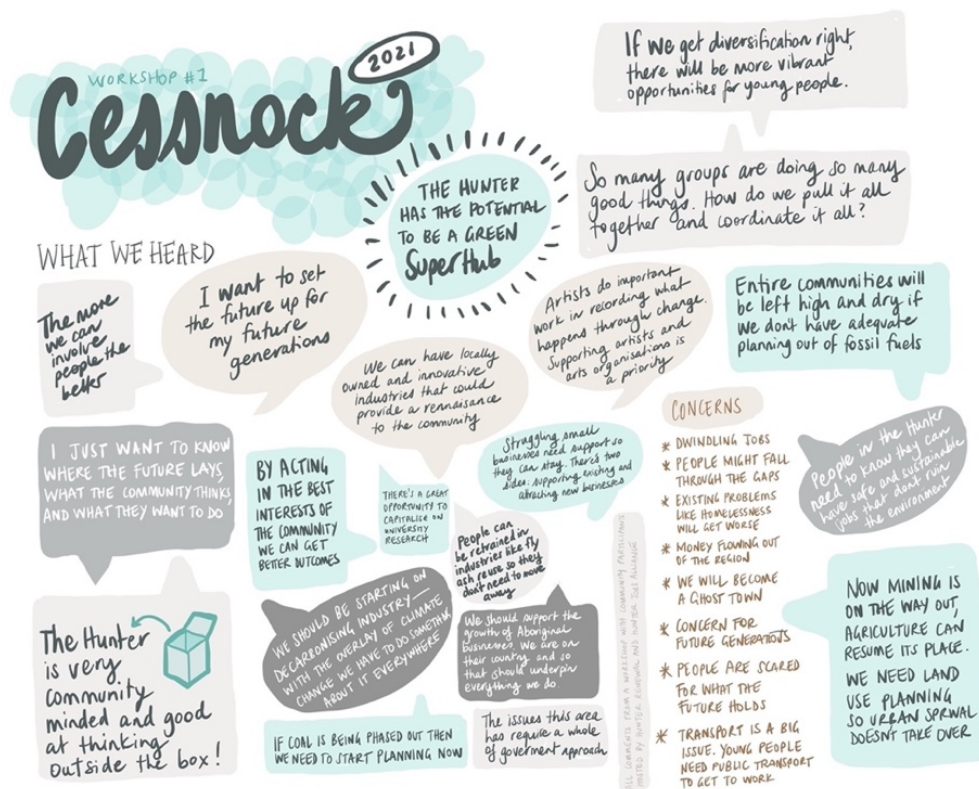 WORKSHOP #1
Cessnock
2021
THE HUNTER
HAS THE POTENTIAL
TO BE A GREEN
SuperHub
If we get diversification right,
there will be more vibrant
opportunities for young people.
So many groups are doing so many
good things. How do we pull it all
together and coordinate it all?
WHAT WE HEARD
The more
we can
involve
people the
better
I want to set
the future up for
my future
generations
We can have locally
owned and innovative
industries that could
provide a rennaisance
to the community
Artists do important
work in recording what
happens through change.
Supporting artists and
arts organisations is
a priority
Entire communities will
be left high and dry if
we don't have adequate
planning out of fossil fuels
I JUST WANT TO KNOW
WHERE THE FUTURE LAYS,
WHAT THE COMMUNITY THINKS,
AND WHAT THEY WANT TO DO
BY ACTING
IN THE BEST
INTERESTS OF
THE COMMUNITY
WE CAN GET
BETTER OUTCOMES
THERE'S A GREAT
OPPORTUNITY TO
CAPITALISE ON
UNIVERSITY
RESEARCH
Struggling small
businesses need support so
they can stay. There's two
sides: supporting existing and
attracting new businesses.
People can
be retrained in
industries like fly
ash reuse so they
don't need to move
away
CONCERNS
* DWINDLING JOBS
* PEOPLE MIGHT FALL
THROUGH THE GAPS
* EXISTING PROBLEMS
LIKE HOMELESSNESS
WILL GET WORSE
* MONEY FLOWING OUT
OF THE REGION
* WE WILL BECOME
A GHOST TOWN
* CONCERN FOR
FUTURE GENERATIONS
* PEOPLE ARE SCARED
FOR WHAT THE
FUTURE HOLDS
* TRANSPORT IS A BIG
ISSUE. YOUNG PEOPLE
NEED PUBLIC TRANSPORT
TO GET TO WORK
People in the Hunter
need to know they can
have safe and sustainable
jobs that don't ruin
the environment
The Hunter
is very
community
minded and good
at thinking
outside the box!
WE SHOULD BE STARTING ON
DECARBONISING INDUSTRY—
WITH THE OVERLAY OF CLIMATE
CHANGE WE HAVE TO DO SOMETHING
ABOUT IT EVERYWHERE
We should support the
growth of Aboriginal
businesses. We are on
their country and so
that should underpin
everything we do
IF COAL IS BEING PHASED OUT THEN
WE NEED TO START PLANNING NOW
The issues this area
has require a whole
of goverment approach
ALL COMMENTS FROM A WORKSHOP WITH COMMUNITY PARTICIPANTS
HOSTED BY HUNTER RENEWAL AND HUNTER JOBS ALLIANCE
NOW MINING IS
ON THE WAY OUT,
AGRICULTURE CAN
RESUME ITS PLACE.
WE NEED LAND
USE PLANNING
SO URBAN SPRWAL
DOESN'T TAKE OVER